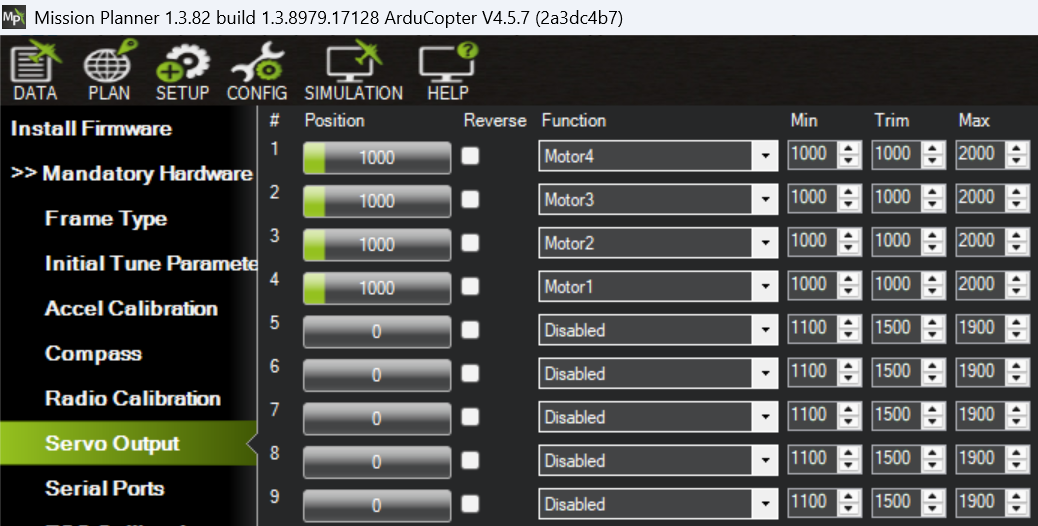 Mission Planner 1.3.82 build 1.3.8979.17128 ArduCopter V4.5.7 (2a3dc4b7)
DATA PLAN SETUP CONFIG SIMULATION HELP
Install Firmware
>> Mandatory Hardware
Frame Type
Initial Tune Paramete
Accel Calibration
Compass
Radio Calibration
Servo Output
Serial Ports
# Position Reverse Function Min Trim Max
1 1000 Motor4 1000 1000 2000
2 1000 Motor3 1000 1000 2000
3 1000 Motor2 1000 1000 2000
4 1000 Motor1 1000 1000 2000
5 0 Disabled 1100 1500 1900
6 0 Disabled 1100 1500 1900
7 0 Disabled 1100 1500 1900
8 0 Disabled 1100 1500 1900
9 0 Disabled 1100 1500 1900